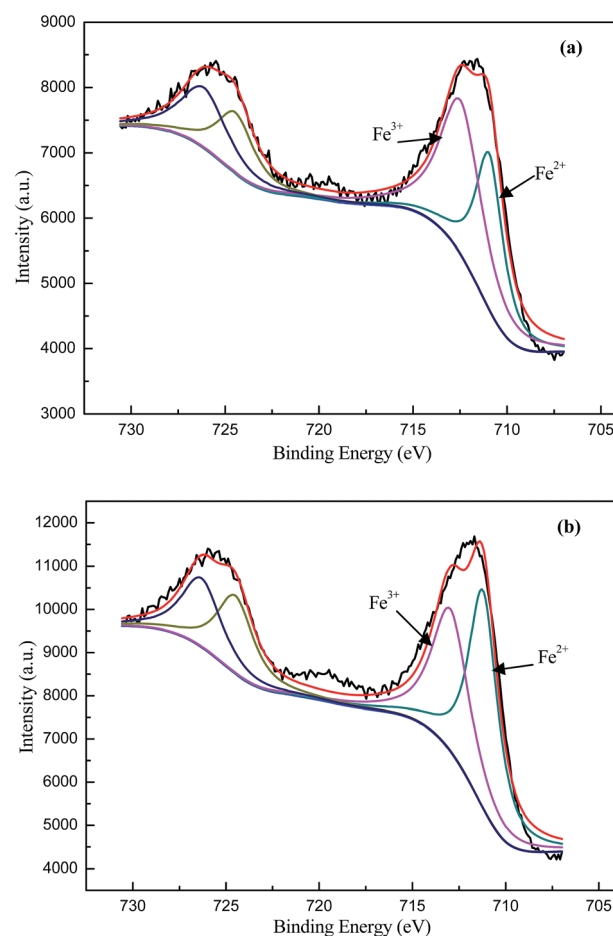 (a)
9000
8000
7000
6000
5000
4000
3000
Intensity (a.u.)
Fe³⁺
Fe²⁺
730 725 720 715 710 705
Binding Energy (eV)
(b)
12000
11000
10000
9000
8000
7000
6000
5000
4000
Intensity (a.u.)
Fe³⁺
Fe²⁺
730 725 720 715 710 705
Binding Energy (eV)